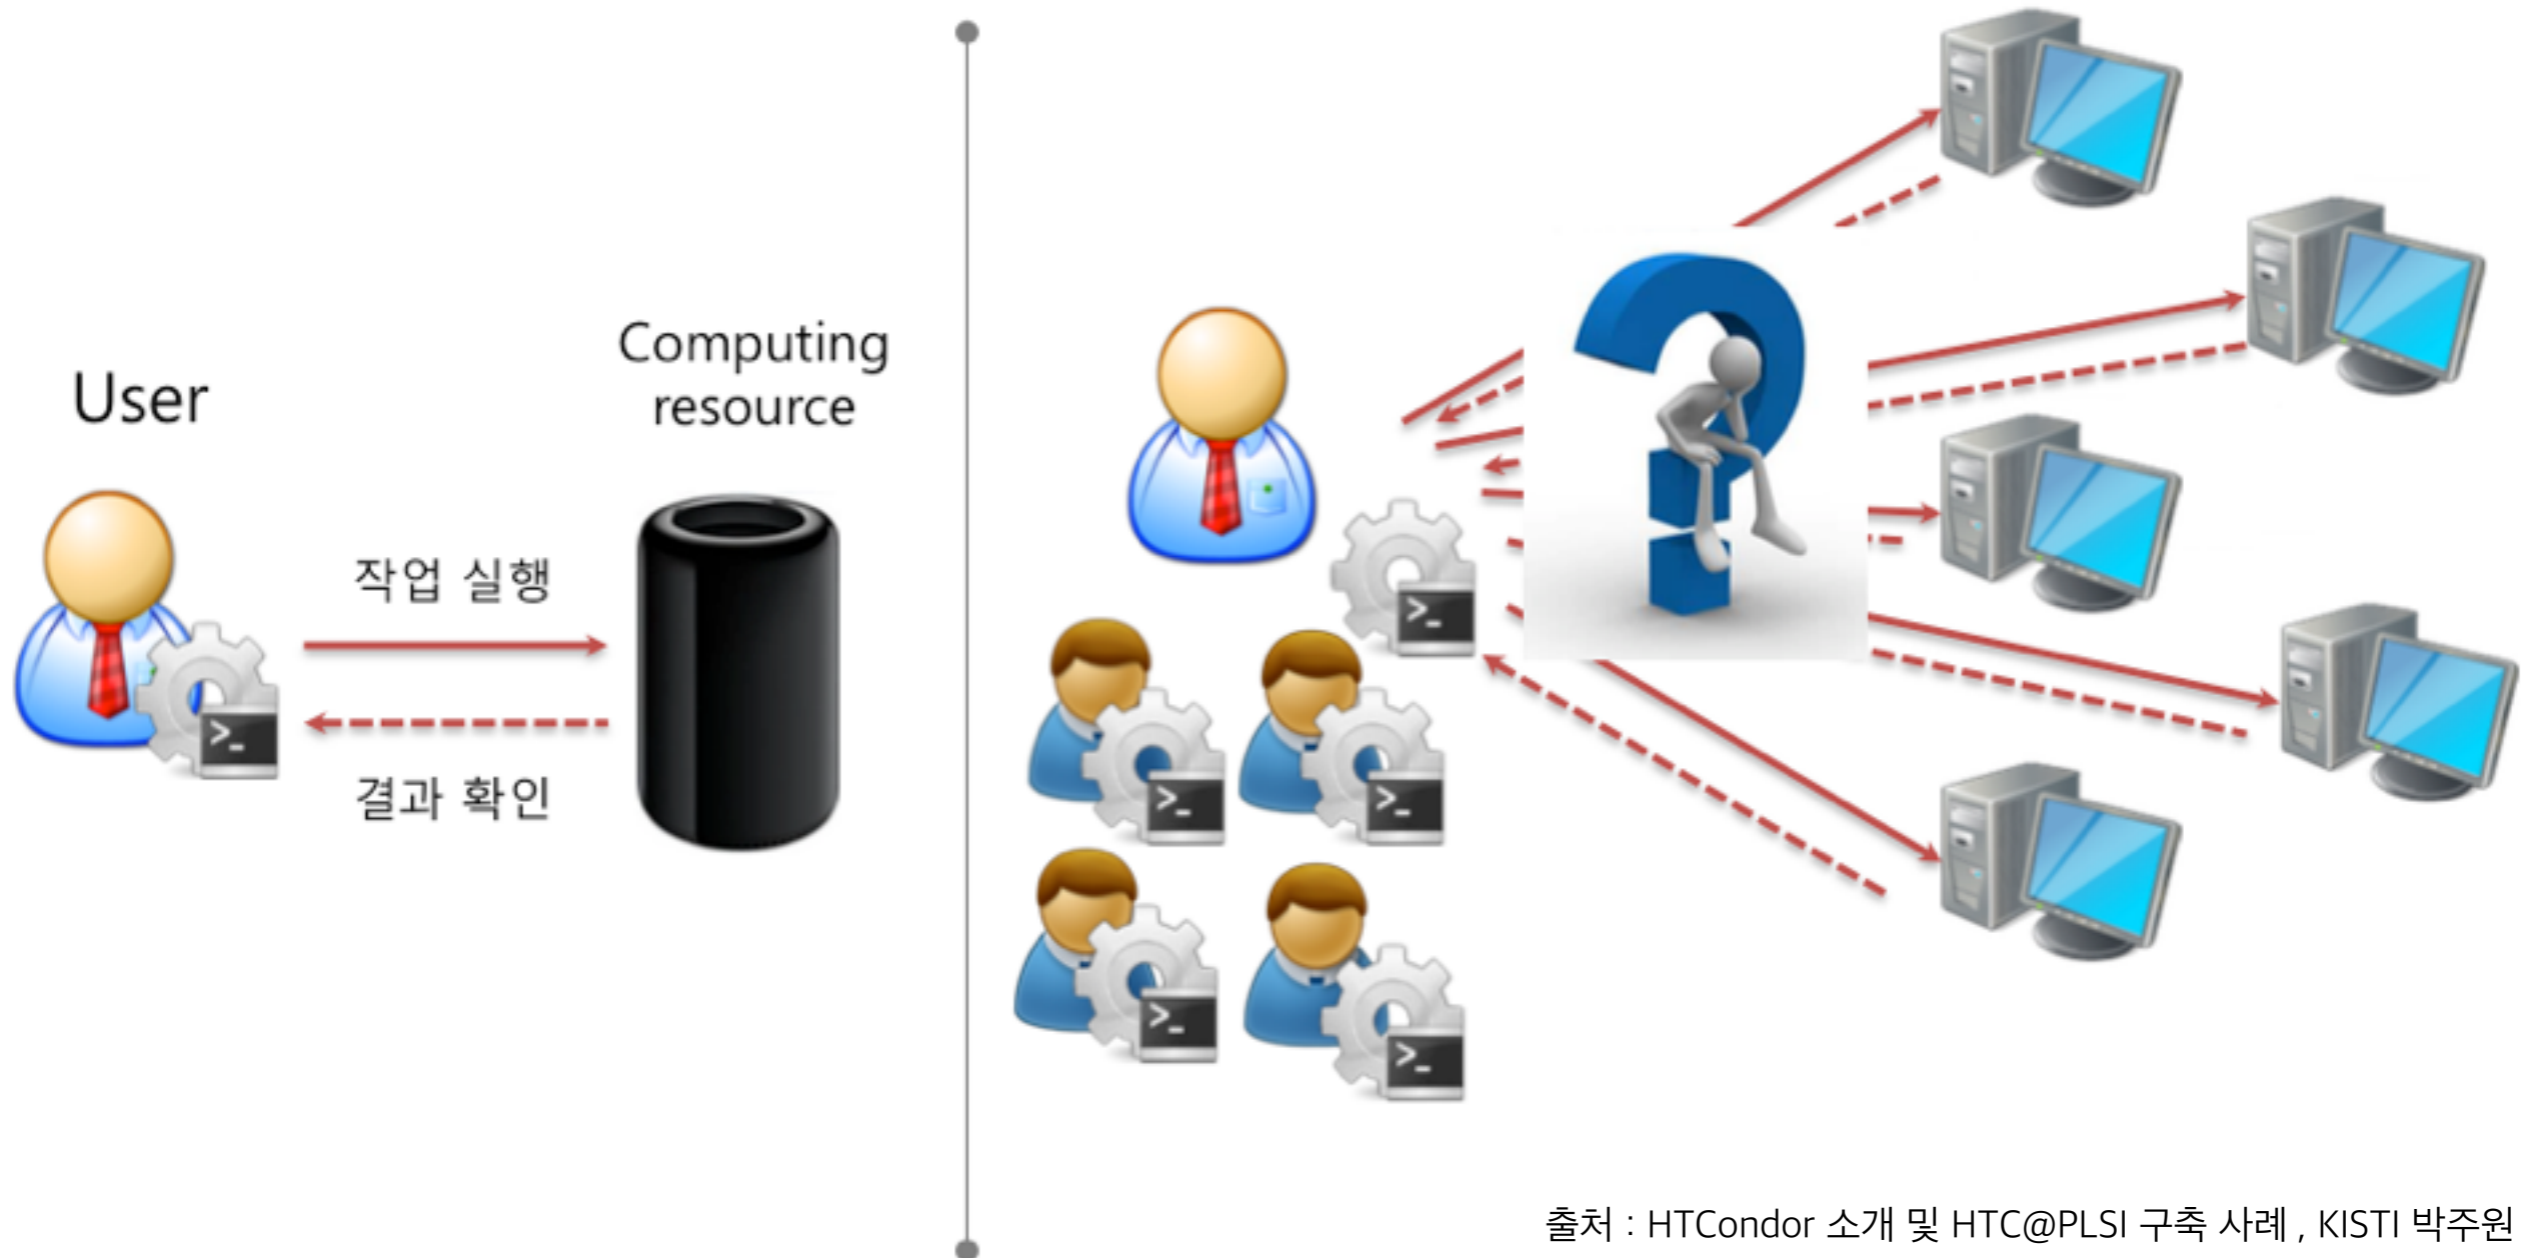 User
Computing
resource
작업 실행
>_
결과 확인
>_
>_
>_
>_
>_
출처 : HTCondor 소개 및 HTC@PLSI 구축 사례 , KISTI 박주원